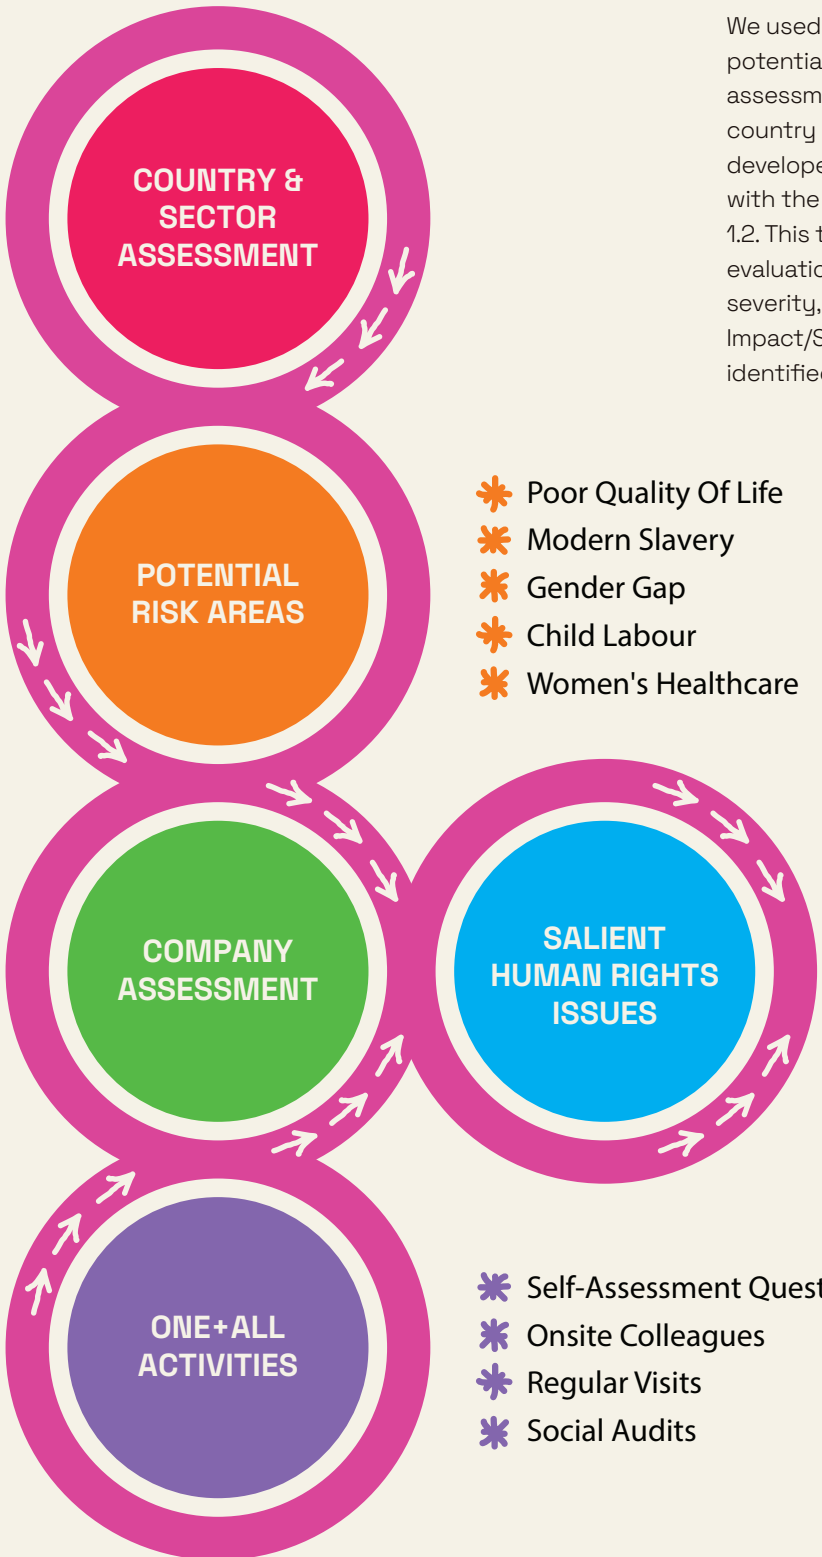 We used
potentia
assessm
country
develope
with the
1.2. This t
evaluatio
severity,
Impact/S
identifie
COUNTRY &
SECTOR
ASSESSMENT
POTENTIAL
RISK AREAS
Poor Quality Of Life
Modern Slavery
Gender Gap
Child Labour
Women's Healthcare
COMPANY
ASSESSMENT
SALIENT
HUMAN RIGHTS
ISSUES
ONE+ALL
ACTIVITIES
Self-Assessment Quest
Onsite Colleagues
Regular Visits
Social Audits